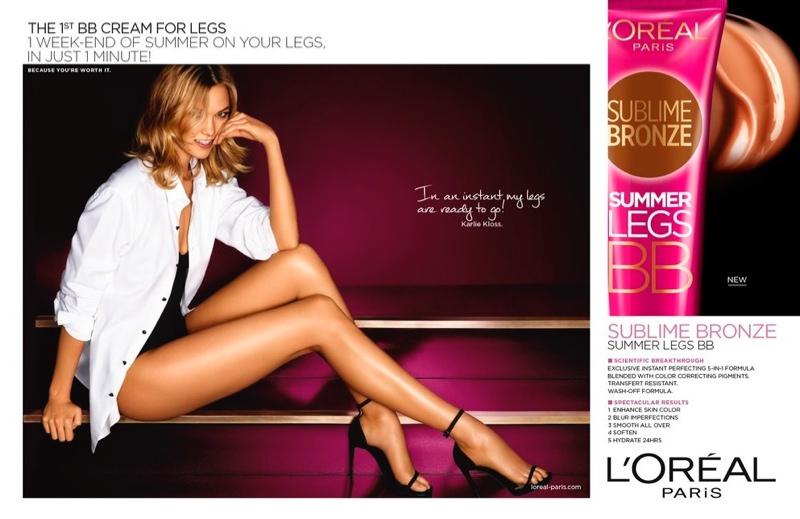 THE 1ST BB CREAM FOR LEGS
1 WEEK-END OF SUMMER ON YOUR LEGS,
IN JUST 1 MINUTE!
BECAUSE YOU'RE WORTH IT.
In an instant, my legs
are ready to go!
Karlie Kloss.
loreal-paris.com
L'ORÉAL
PARiS
SUBLIME
BRONZE
SUMMER
LEGS
BB
NEW
SUBLIME BRONZE
SUMMER LEGS BB
SCIENTIFIC BREAKTHROUGH
EXCLUSIVE INSTANT PERFECTING 5-IN-1 FORMULA
BLENDED WITH COLOR CORRECTING PIGMENTS.
TRANSFERT RESISTANT.
WASH-OFF FORMULA.
SPECTACULAR RESULTS
1 ENHANCE SKIN COLOR
2 BLUR IMPERFECTIONS
3 SMOOTH ALL OVER
4 SOFTEN
5 HYDRATE 24HRS
L'ORÉAL
PARiS